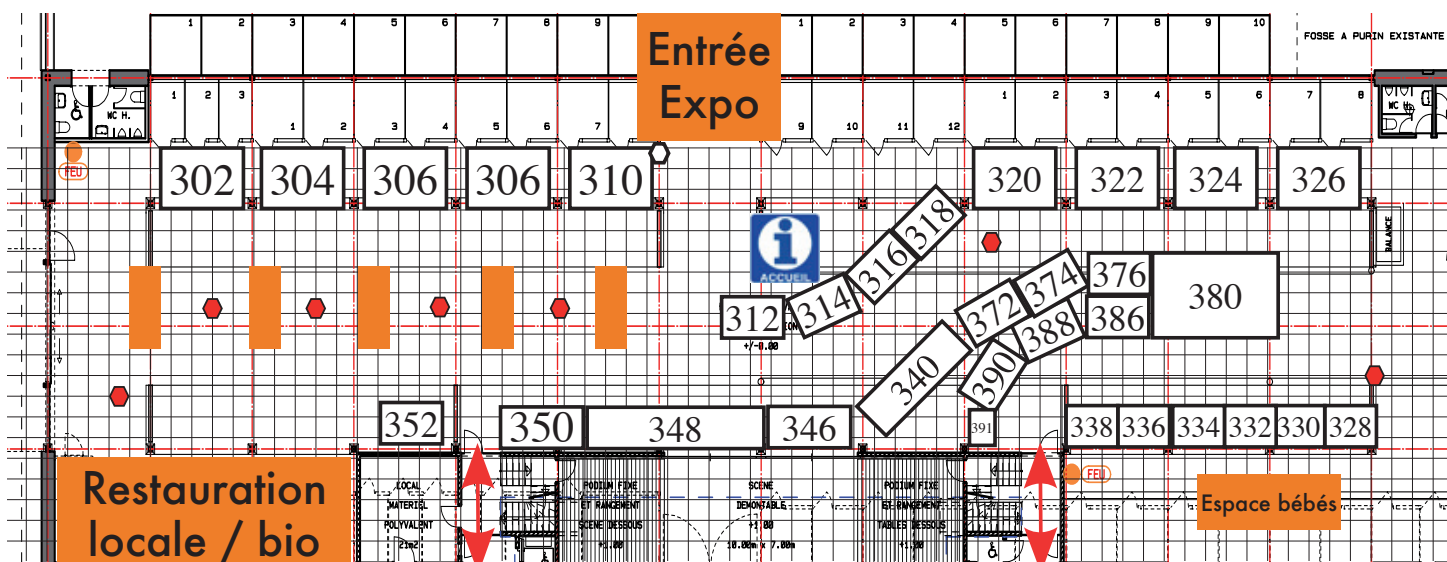 1 2 3 4 5 6 7 8 9
Entrée
Expo
1 2 3 4 5 6 7 8 9 10
FOSSE A PURIN EXISTANTE
1 2 3
1 2 3 4 5 6 7
9 10 11 12
1 2 3 4 5 6 7 8
WC H.
WC H.
FEU
302
304
306
306
310
320
322
324
326
318
316
314
312
ACCUEIL
BALANCE
+/-0.00
374
372
376
380
386
388
390
340
391
352
350
348
346
338
336
334
332
330
328
Restauration
locale / bio
LOCAL
MATERIEL
POLYVALENT
21m2
PODIUM FIXE
ET RANGEMENT
SCENE DESSOUS
+1.00
SCENE
DEMONTABLE
+1.00
10.00m x 7.00m
PODIUM FIXE
ET RANGEMENT
TABLES DESSOUS
+1.00
FEU
Espace bébés